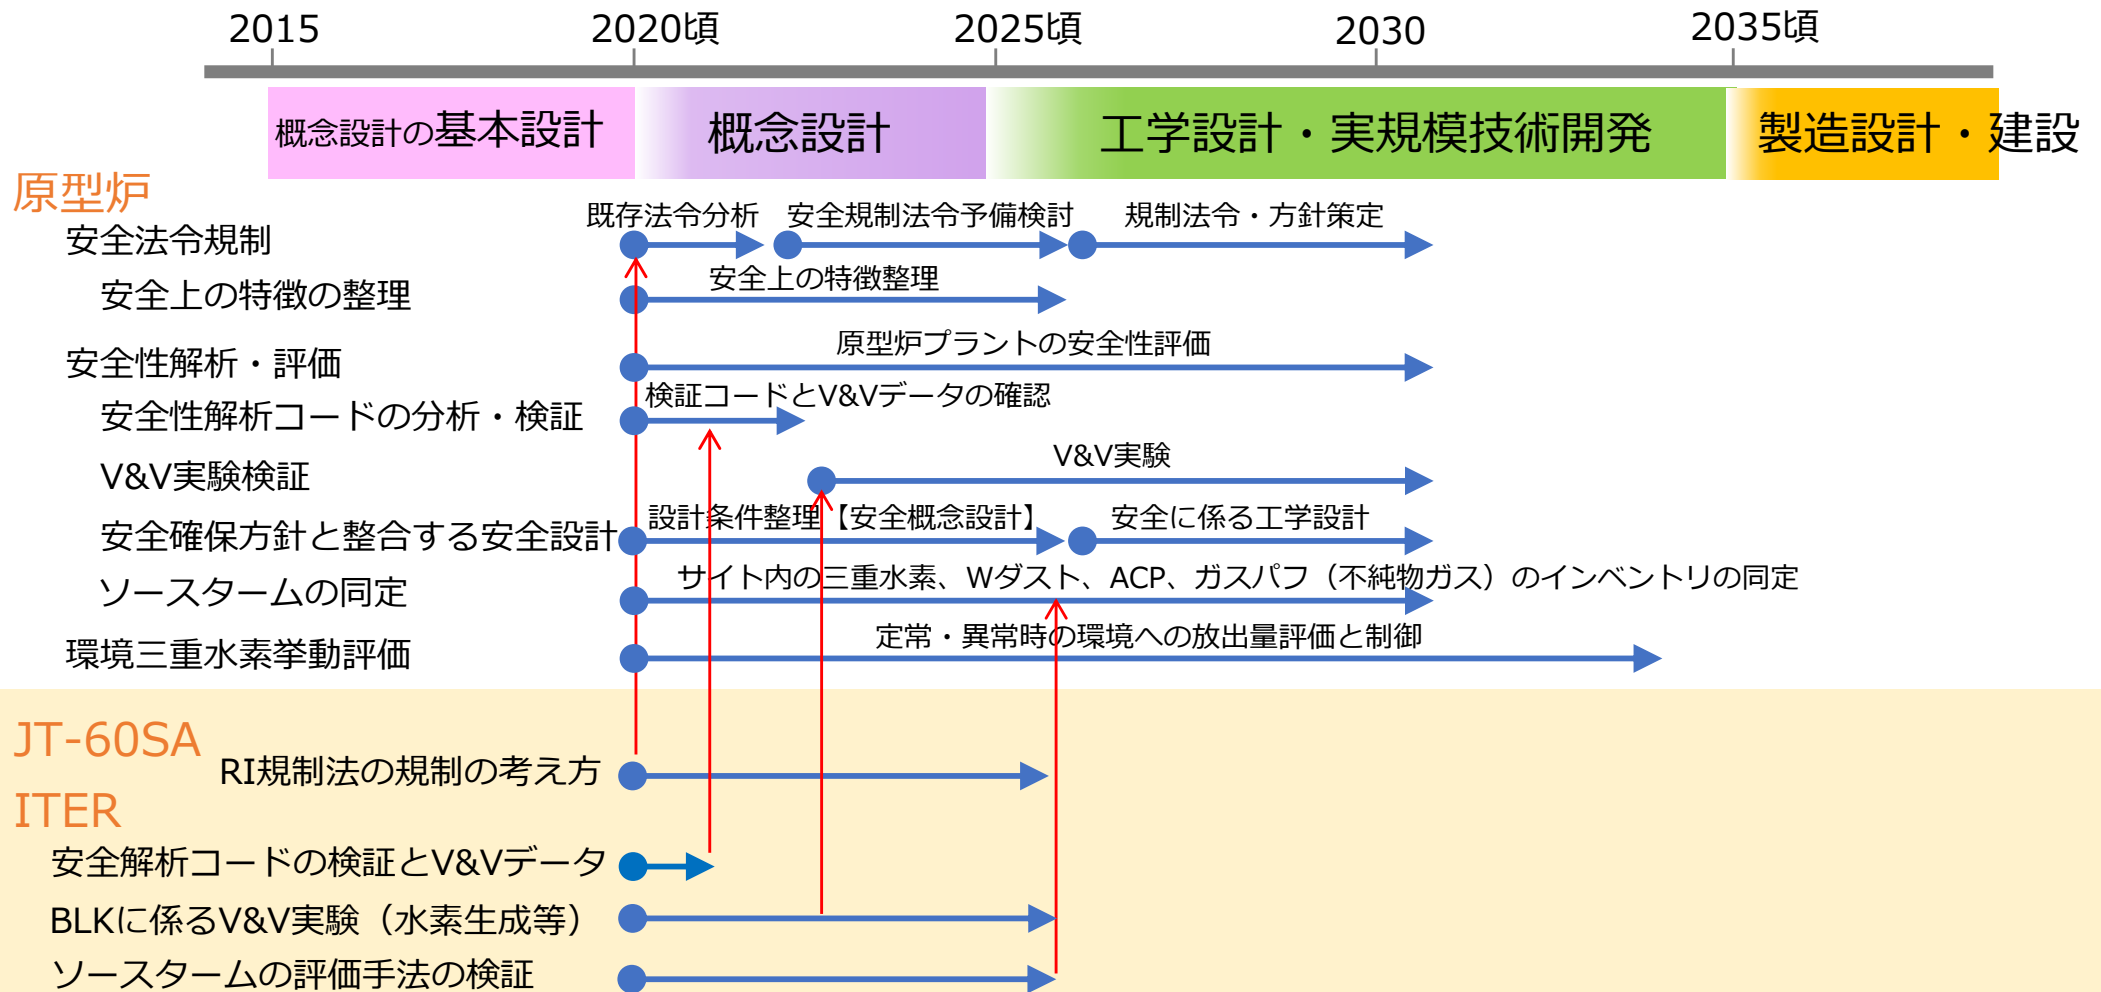 2015
2020頃
2025頃
2030
2035頃
概念設計の基本設計
概念設計
工学設計・実規模技術開発
製造設計・建設
原型炉
既存法令分析
安全規制法令予備検討
規制法令・方針策定
安全法令規制
安全上の特徴整理
安全上の特徴の整理
原型炉プラントの安全性評価
安全性解析・評価
検証コードとV&Vデータの確認
安全性解析コードの分析・検証
V&V実験
V&V実験検証
設計条件整理【安全概念設計】
安全に係る工学設計
安全確保方針と整合する安全設計
サイト内の三重水素、Wダスト、ACP、ガスパフ（不純物ガス）のインベントリの同定
ソースタームの同定
定常・異常時の環境への放出量評価と制御
環境三重水素挙動評価
JT-60SA
RI規制法の規制の考え方
ITER
安全解析コードの検証とV&Vデータ
BLKに係るV&V実験（水素生成等）
ソースタームの評価手法の検証